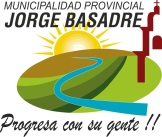 MUNICIPALIDAD PROVINCIAL
JORGE BASADRE
Progresa con su gente !!